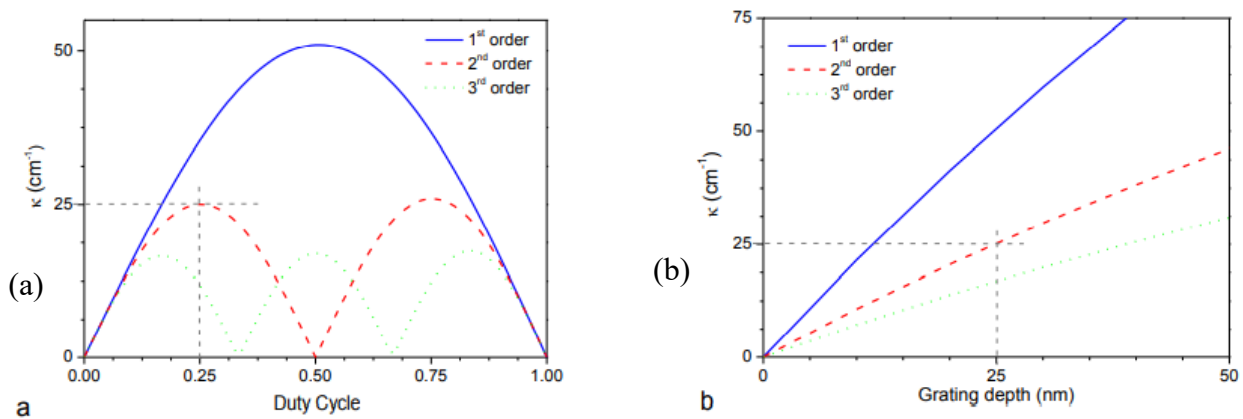 50
25
0
κ (cm⁻¹)
1ˢᵗ order
2ⁿᵈ order
3ʳᵈ order
0.00 0.25 0.50 0.75 1.00
Duty Cycle
(a)
a
75
50
25
0
κ (cm⁻¹)
1ˢᵗ order
2ⁿᵈ order
3ʳᵈ order
0 25 50
Grating depth (nm)
(b)
b